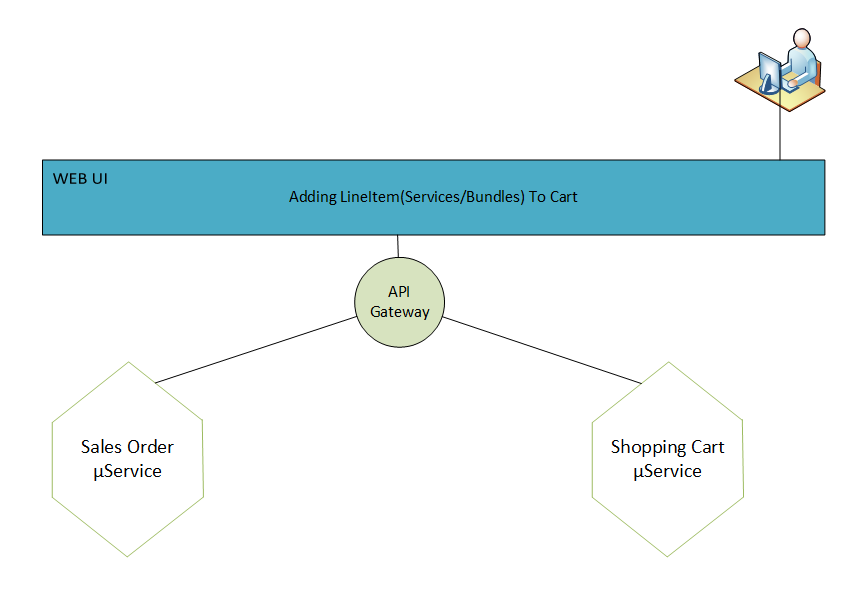 WEB UI
Adding LineItem(Services/Bundles) To Cart
API
Gateway
Sales Order
µService
Shopping Cart
µService